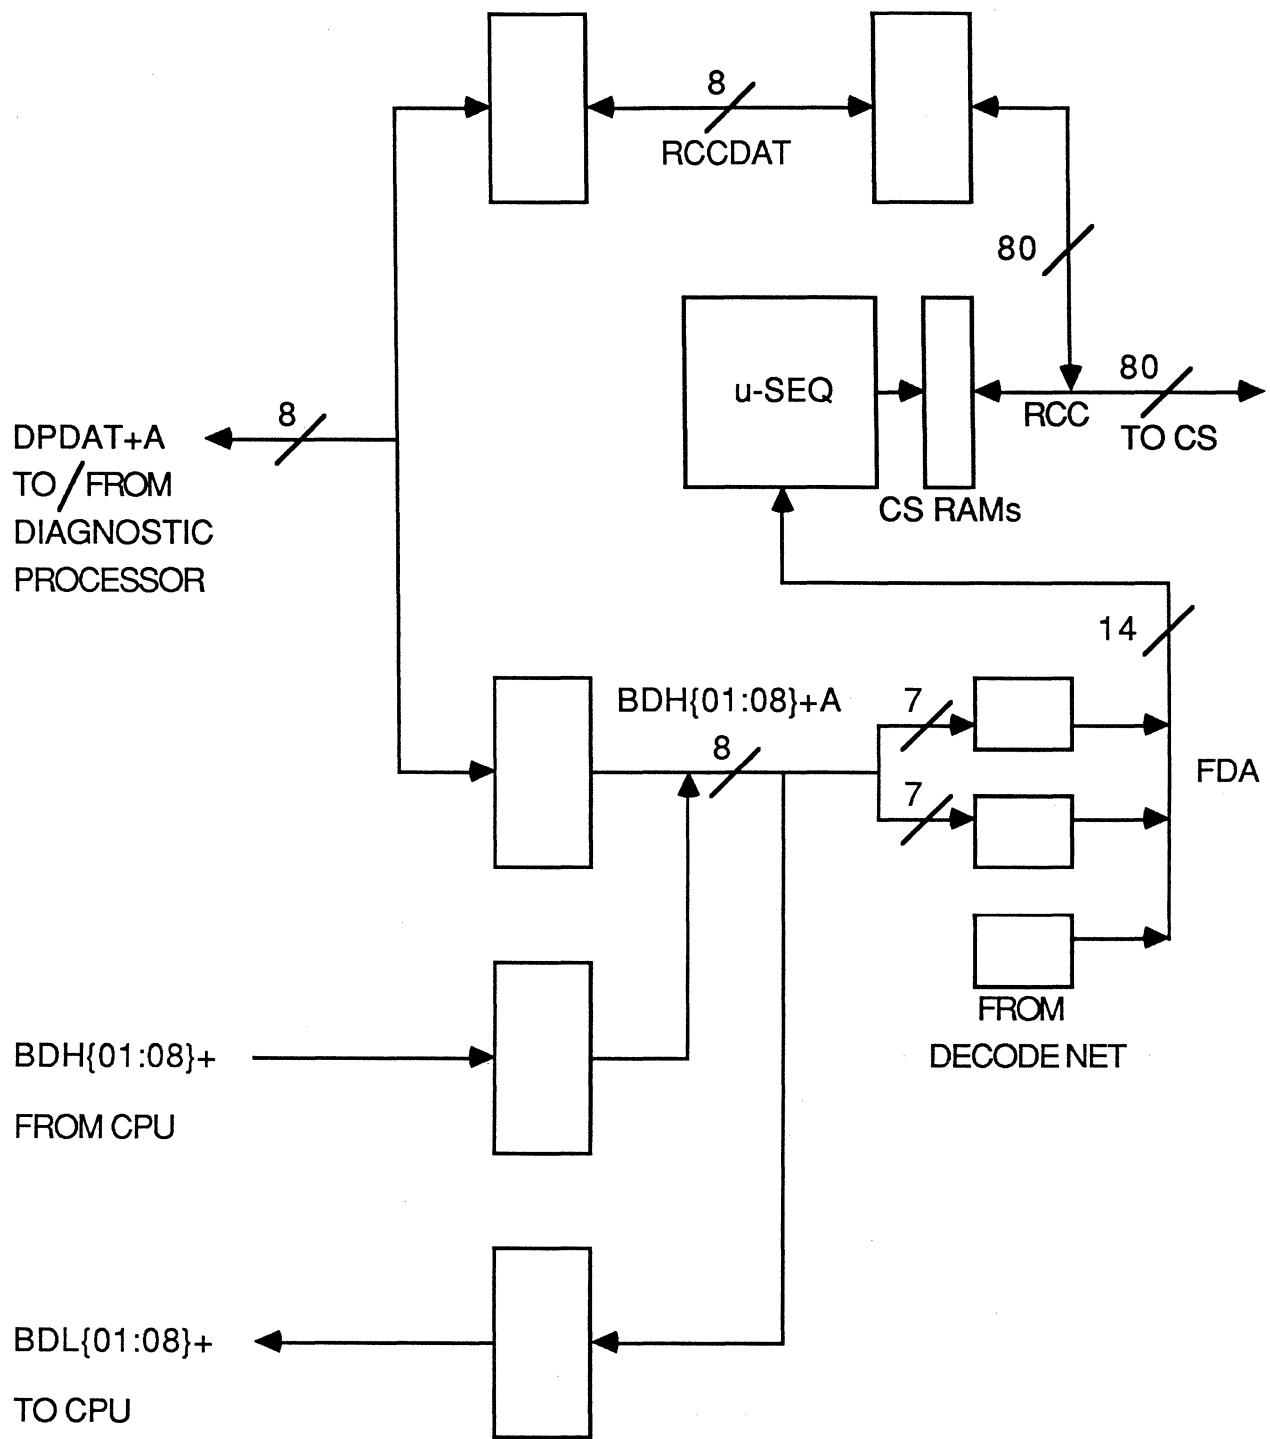 8
RCCDAT
80
u-SEQ
80
RCC
TO CS
CS RAMs
8
DPDAT+A
TO/FROM
DIAGNOSTIC
PROCESSOR
14
BDH{01:08}+A
8
7
7
FDA
FROM
DECODE NET
BDH{01:08}+
FROM CPU
BDL{01:08}+
TO CPU